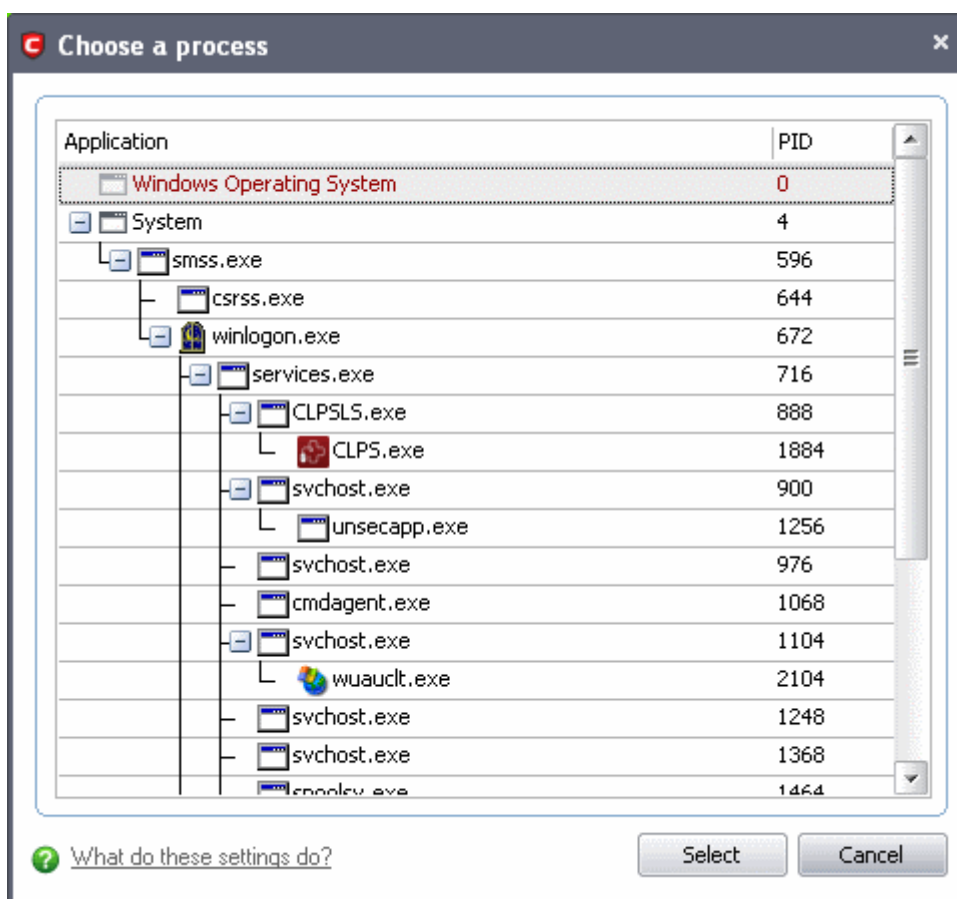 Choose a process
Application PID
Windows Operating System 0
System 4
smss.exe 596
csrss.exe 644
winlogon.exe 672
services.exe 716
CLPSLS.exe 888
CLPS.exe 1884
svchost.exe 900
unsecapp.exe 1256
svchost.exe 976
cmdagent.exe 1068
svchost.exe 1104
wuauclt.exe 2104
svchost.exe 1248
svchost.exe 1368
spoolsv.exe 1464
What do these settings do? Select Cancel